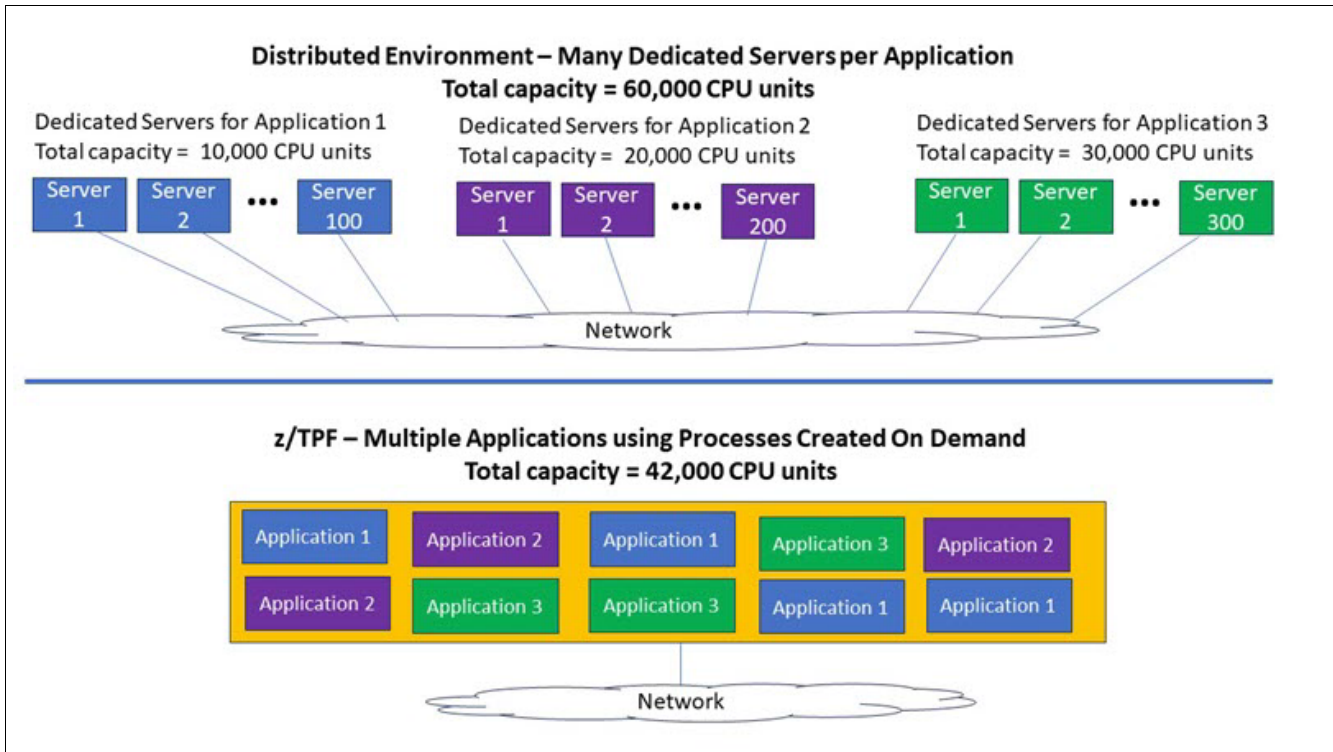 Distributed Environment – Many Dedicated Servers per Application
Total capacity = 60,000 CPU units
Dedicated Servers for Application 1
Total capacity = 10,000 CPU units
Server
1
Server
2
•••
Server
100
Dedicated Servers for Application 2
Total capacity = 20,000 CPU units
Server
1
Server
2
•••
Server
200
Dedicated Servers for Application 3
Total capacity = 30,000 CPU units
Server
1
Server
2
•••
Server
300
Network
z/TPF – Multiple Applications using Processes Created On Demand
Total capacity = 42,000 CPU units
Application 1
Application 2
Application 1
Application 3
Application 2
Application 2
Application 3
Application 3
Application 1
Application 1
Network